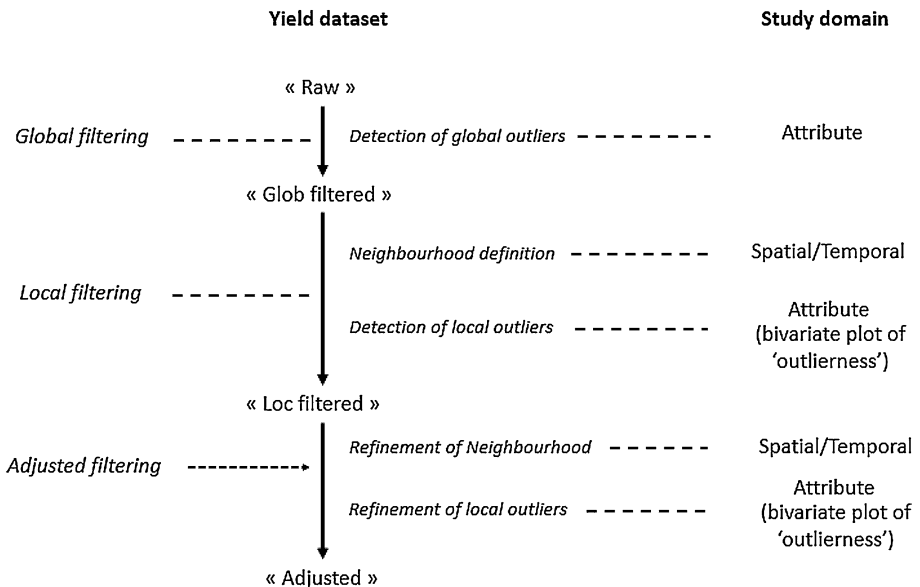 Yield dataset
Study domain
« Raw »
Global filtering
Detection of global outliers
Attribute
« Glob filtered »
Neighbourhood definition
Spatial/Temporal
Local filtering
Detection of local outliers
Attribute
(bivariate plot of
‘outlierness’)
« Loc filtered »
Refinement of Neighbourhood
Spatial/Temporal
Adjusted filtering
Refinement of local outliers
Attribute
(bivariate plot of
‘outlierness’)
« Adjusted »